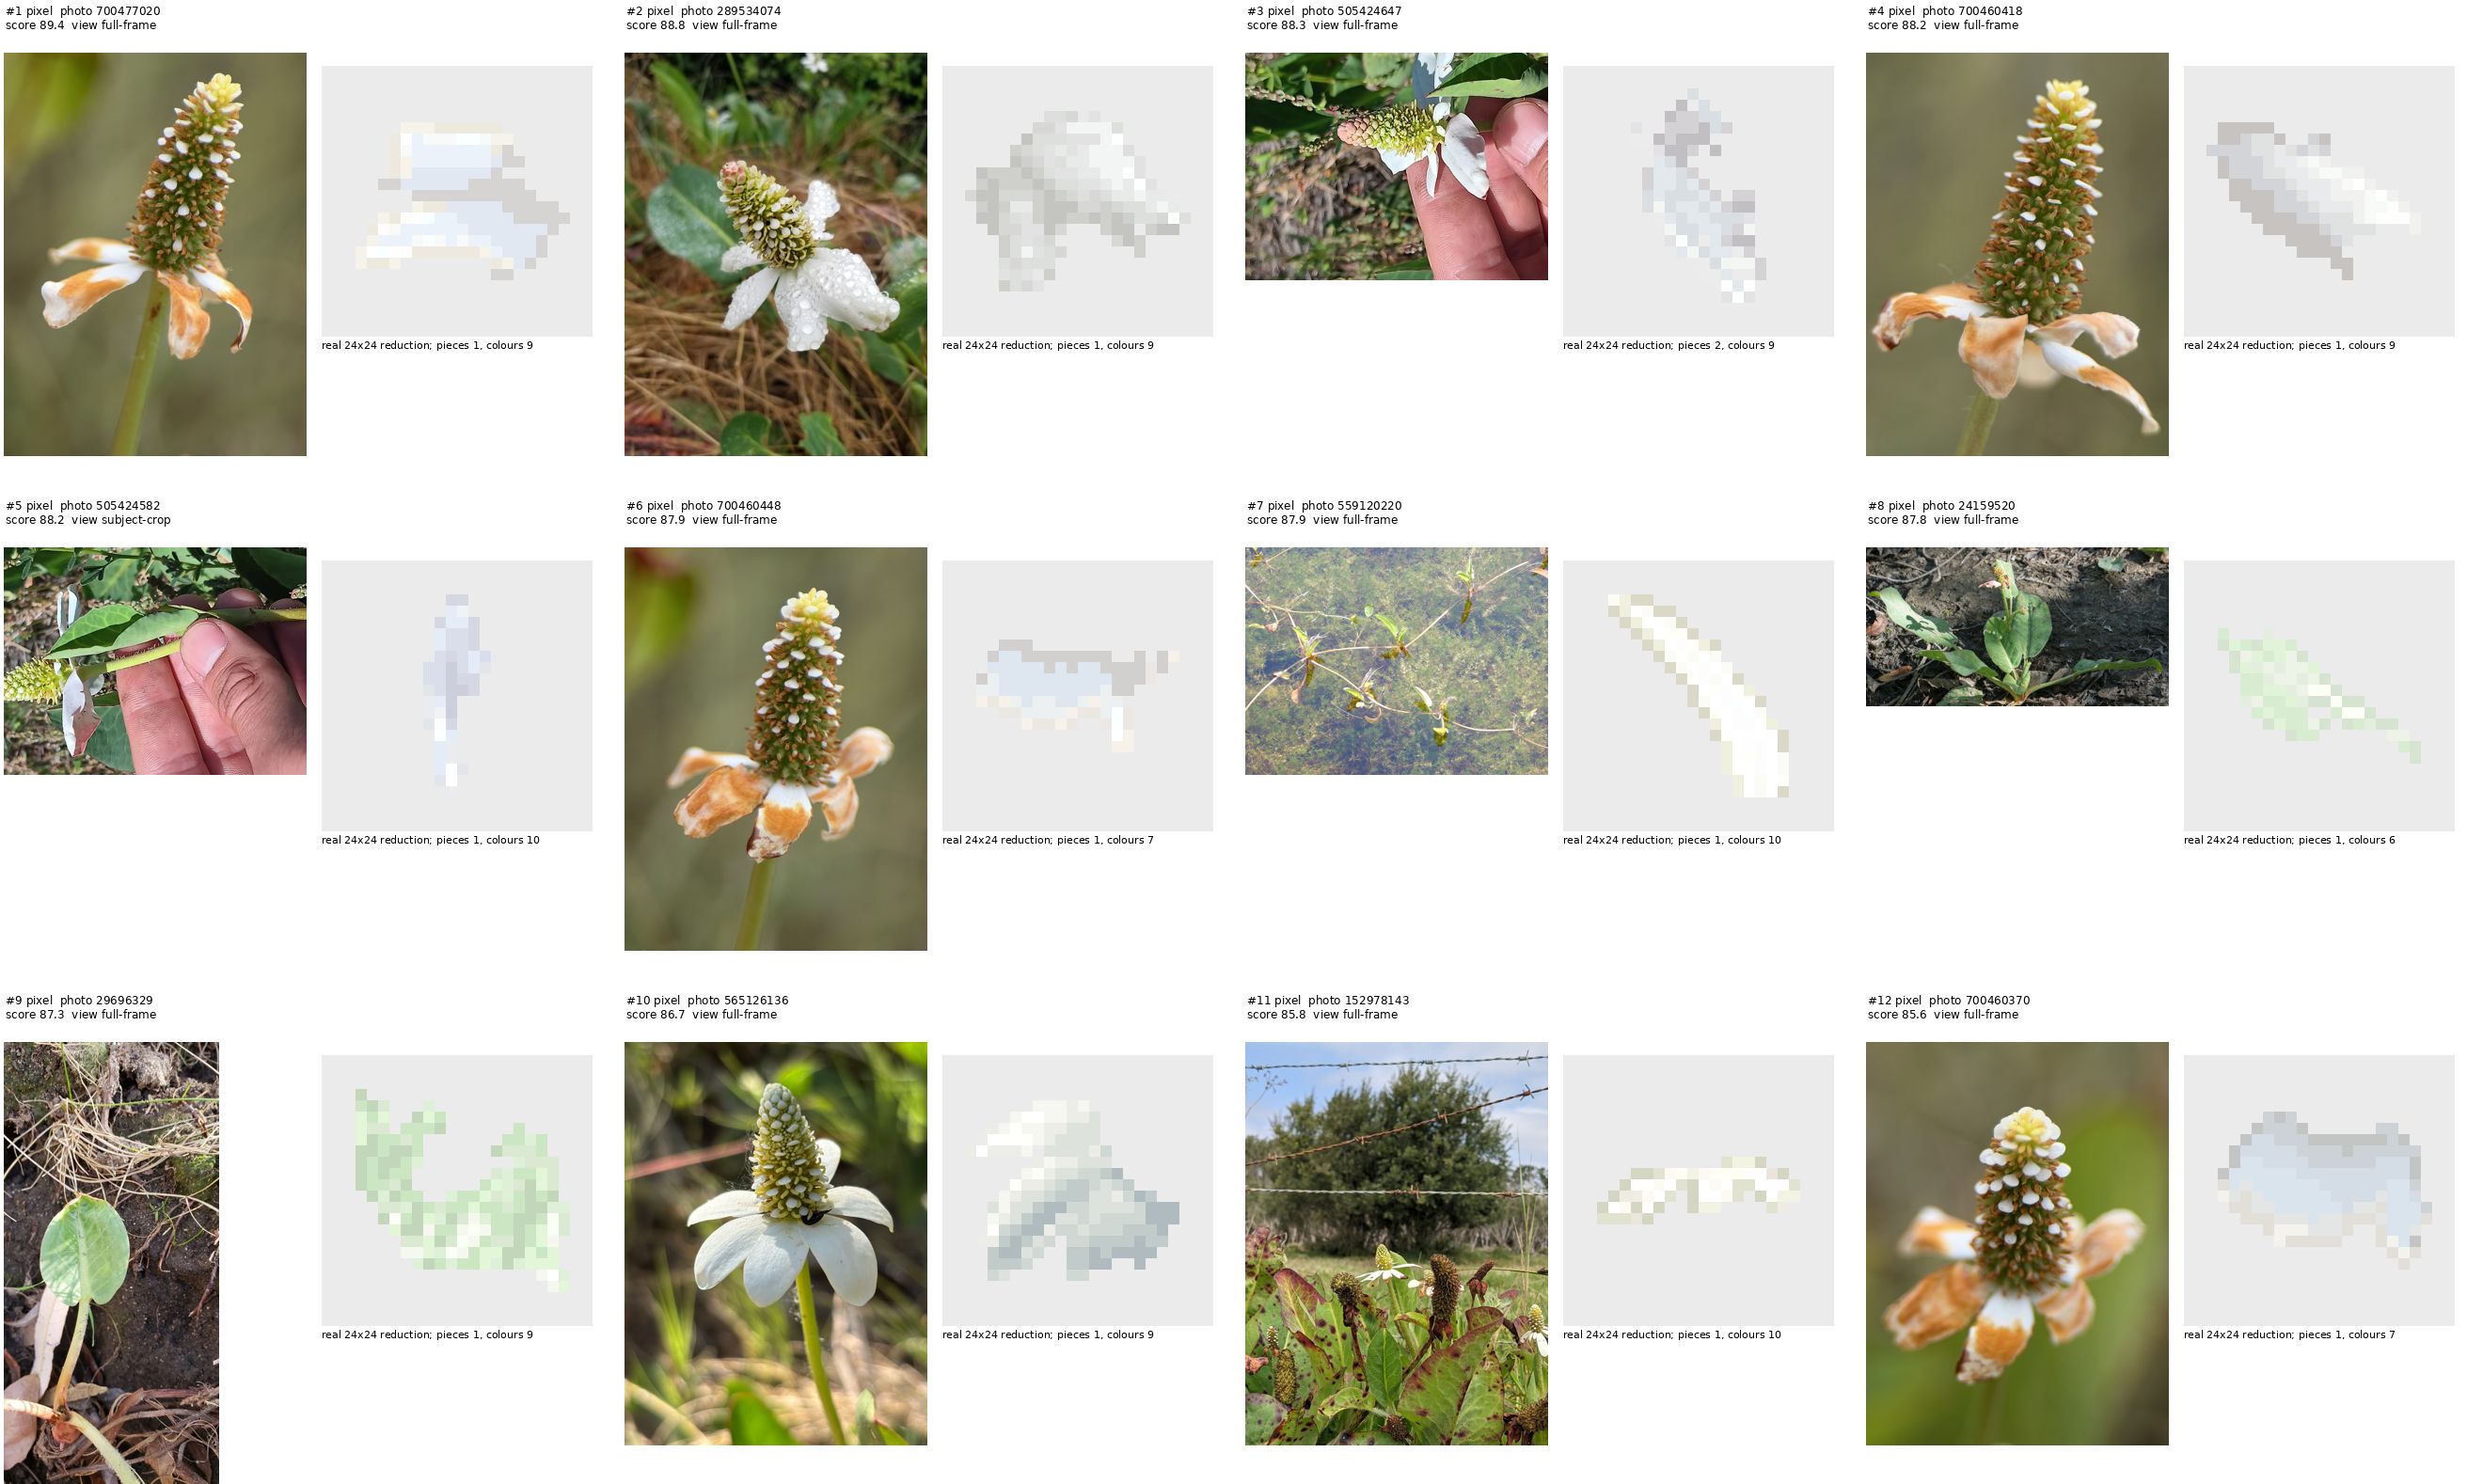 #1 pixel  photo 700477020
score 89.4  view full-frame
real 24x24 reduction; pieces 1, colours 9
#2 pixel  photo 289534074
score 88.8  view full-frame
real 24x24 reduction; pieces 1, colours 9
#3 pixel  photo 505424647
score 88.3  view full-frame
real 24x24 reduction; pieces 2, colours 9
#4 pixel  photo 700460418
score 88.2  view full-frame
real 24x24 reduction; pieces 1, colours 9
#5 pixel  photo 505424582
score 88.2  view subject-crop
real 24x24 reduction; pieces 1, colours 10
#6 pixel  photo 700460448
score 87.9  view full-frame
real 24x24 reduction; pieces 1, colours 7
#7 pixel  photo 559120220
score 87.9  view full-frame
real 24x24 reduction; pieces 1, colours 10
#8 pixel  photo 24159520
score 87.8  view full-frame
real 24x24 reduction; pieces 1, colours 6
#9 pixel  photo 29696329
score 87.3  view full-frame
real 24x24 reduction; pieces 1, colours 9
#10 pixel  photo 565126136
score 86.7  view full-frame
real 24x24 reduction; pieces 1, colours 9
#11 pixel  photo 152978143
score 85.8  view full-frame
real 24x24 reduction; pieces 1, colours 10
#12 pixel  photo 700460370
score 85.6  view full-frame
real 24x24 reduction; pieces 1, colours 7